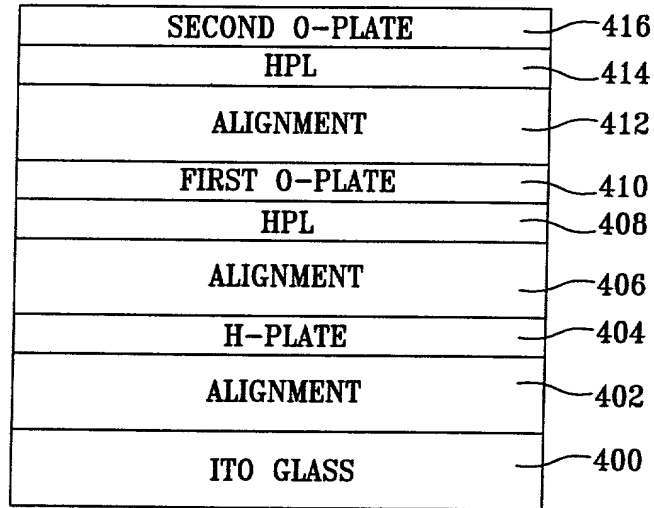 SECOND O-PLATE 416
HPL 414
ALIGNMENT 412
FIRST O-PLATE 410
HPL 408
ALIGNMENT 406
H-PLATE 404
ALIGNMENT 402
ITO GLASS 400